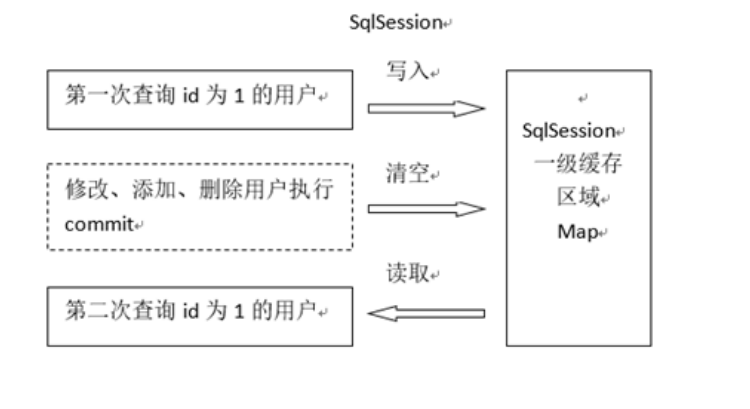 SqlSession
写入
第一次查询 id 为 1 的用户
清空
修改、添加、删除用户执行
commit
读取
第二次查询 id 为 1 的用户
SqlSession
一级缓存
区域
Map